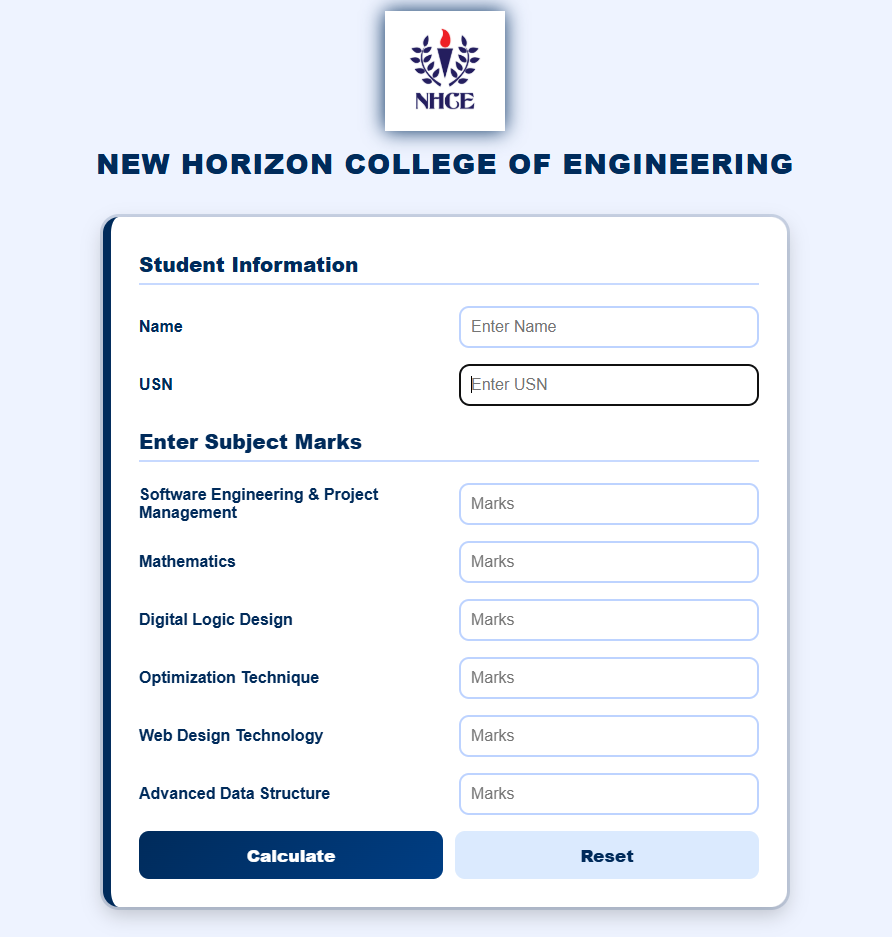 NHCE
NEW HORIZON COLLEGE OF ENGINEERING
Student Information
Name
Enter Name
USN
Enter USN
Enter Subject Marks
Software Engineering & Project
Management
Marks
Mathematics
Marks
Digital Logic Design
Marks
Optimization Technique
Marks
Web Design Technology
Marks
Advanced Data Structure
Marks
Calculate
Reset